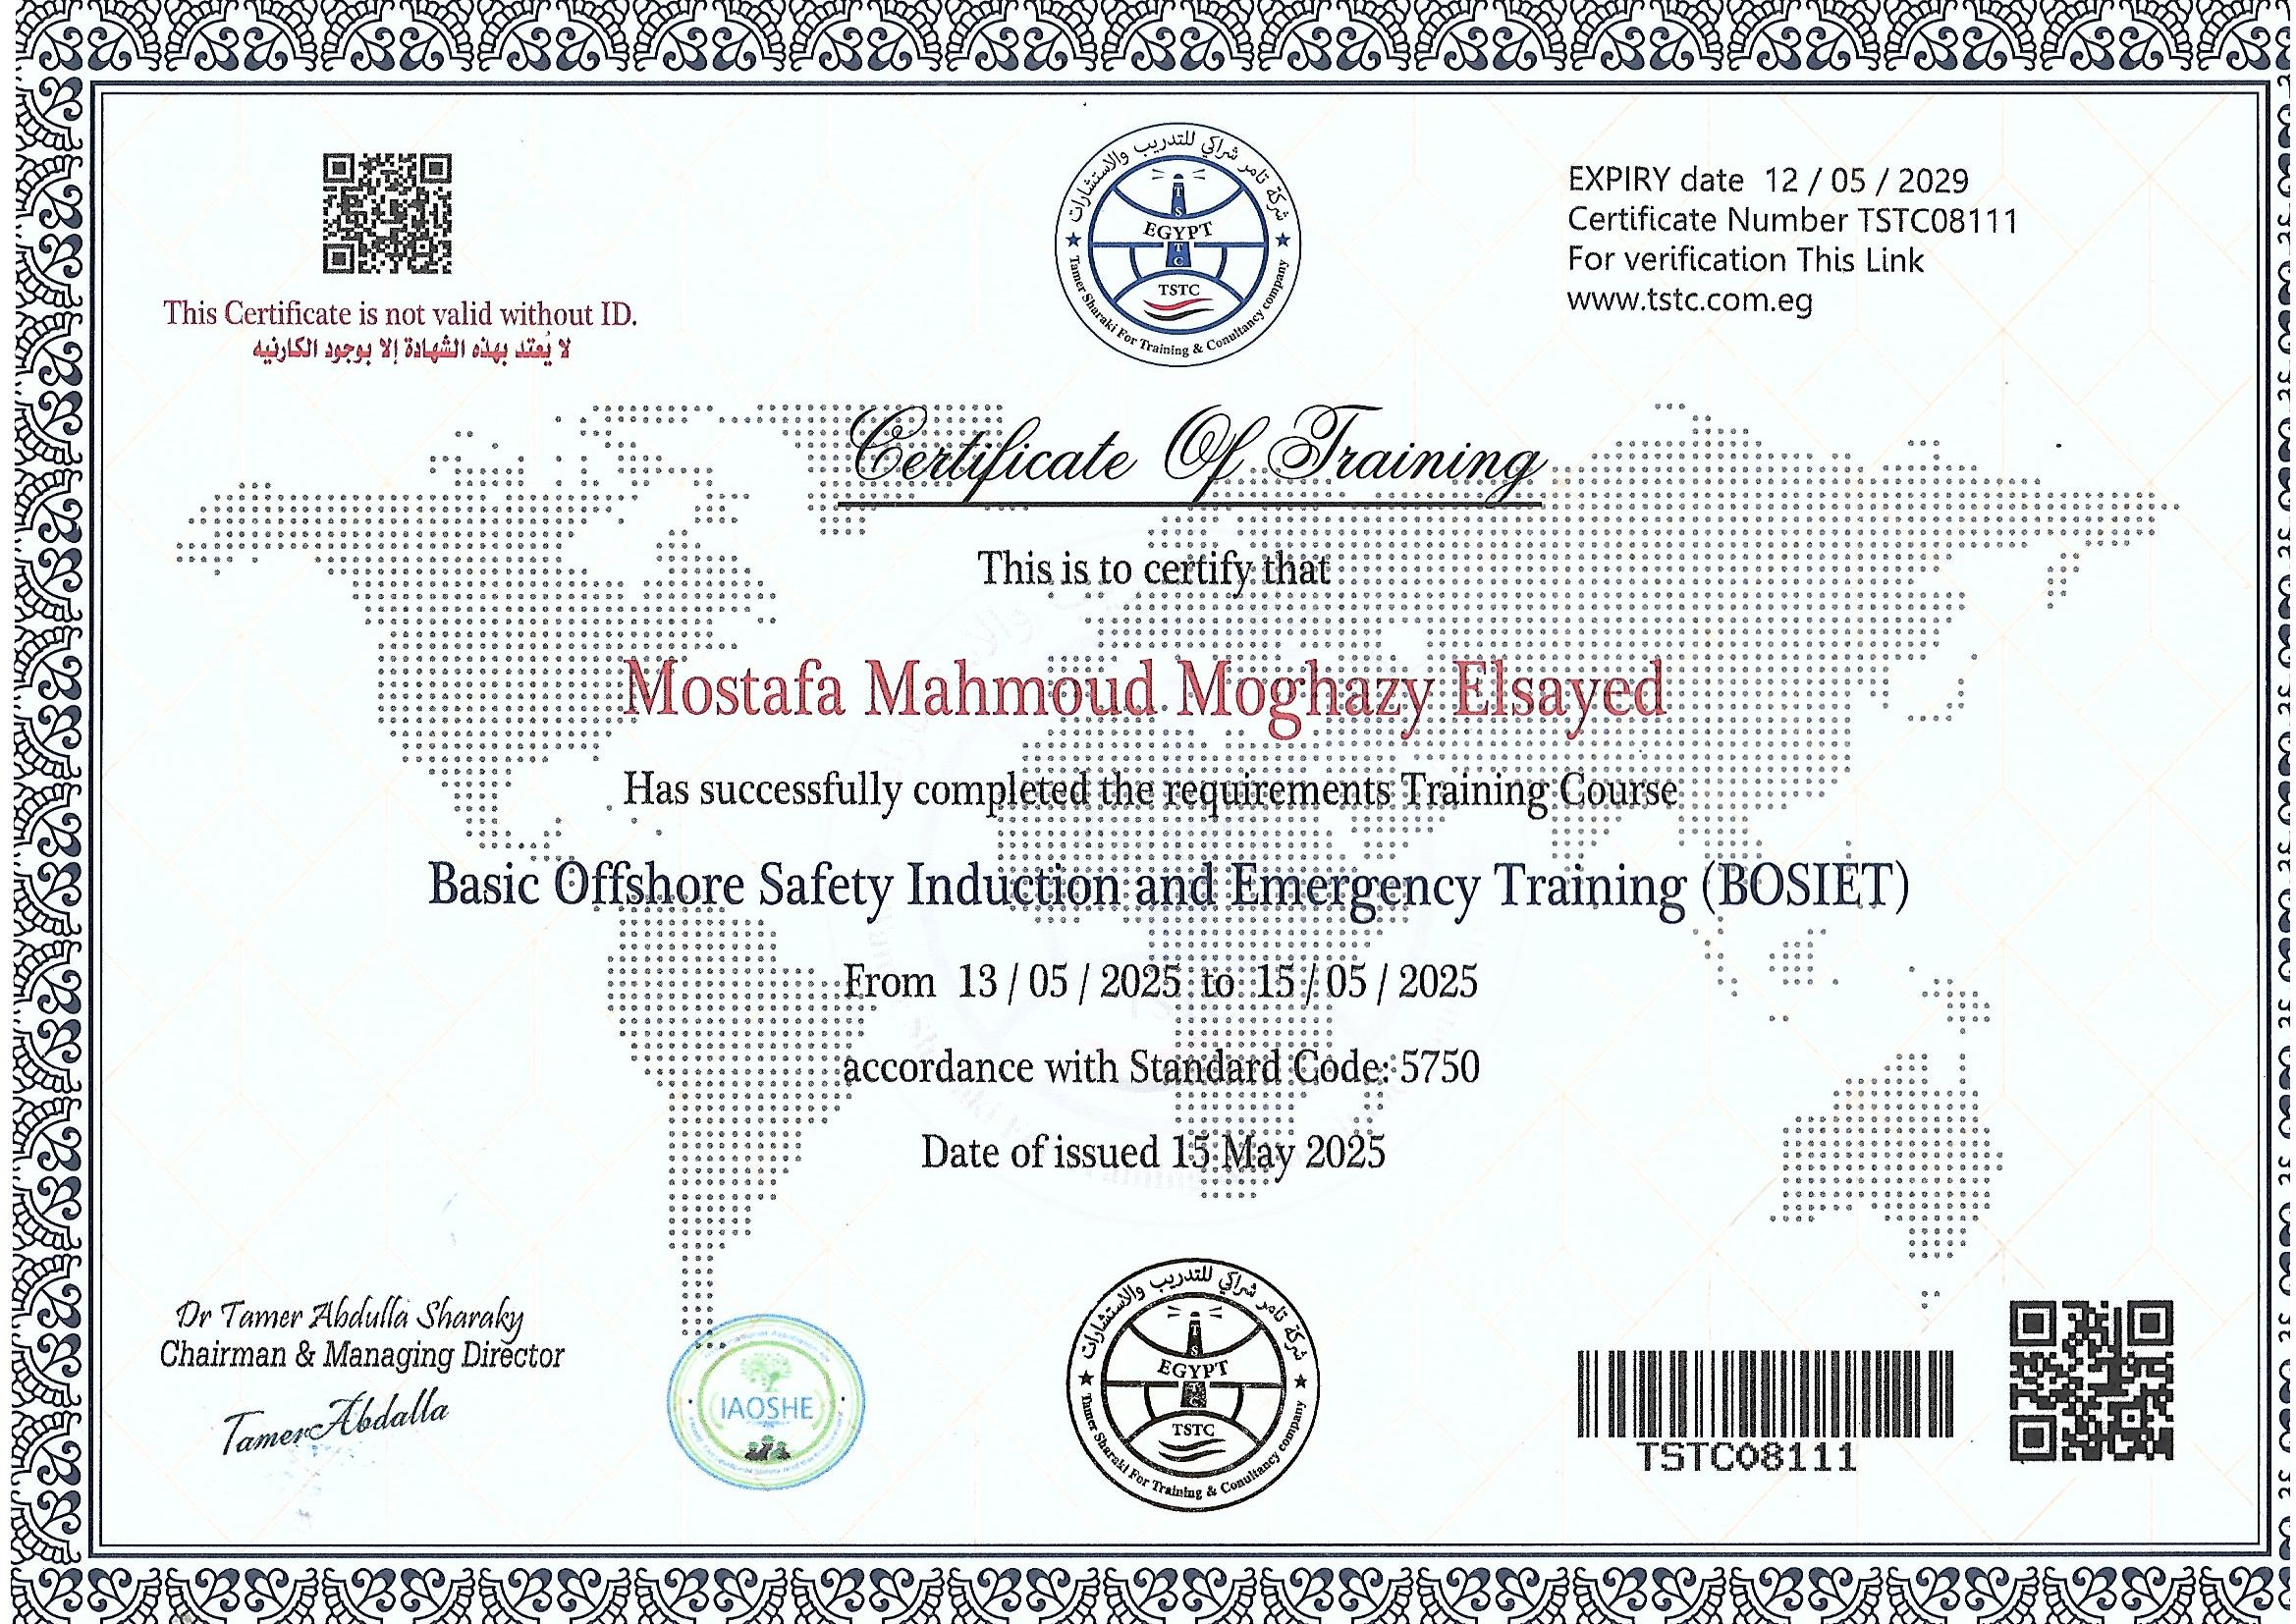 This Certificate is not valid without ID.
لا يُعتد بهذه الشهادة إلا بوجود الكارنيه
شركة تامر شراكي للتدريب والاستشارات
T
S
EGYPT
T
C
TSTC
Tamer Sharaki For Training & Conultancy company
EXPIRY date 12 / 05 / 2029
Certificate Number TSTC08111
For verification This Link
www.tstc.com.eg
Certificate Of Training
This is to certify that
Mostafa Mahmoud Moghazy Elsayed
Has successfully completed the requirements Training Course
Basic Offshore Safety Induction and Emergency Training (BOSIET)
From 13 / 05 / 2025 to 15 / 05 / 2025
accordance with Standard Code: 5750
Date of issued 15 May 2025
Dr Tamer Abdulla Sharaky
Chairman & Managing Director
Tamer Abdalla
IAOSHE
شركة تامر شراكي للتدريب والاستشارات
T
S
EGYPT
T
C
TSTC
Tamer Sharaki For Training & Conultancy company
TSTC08111